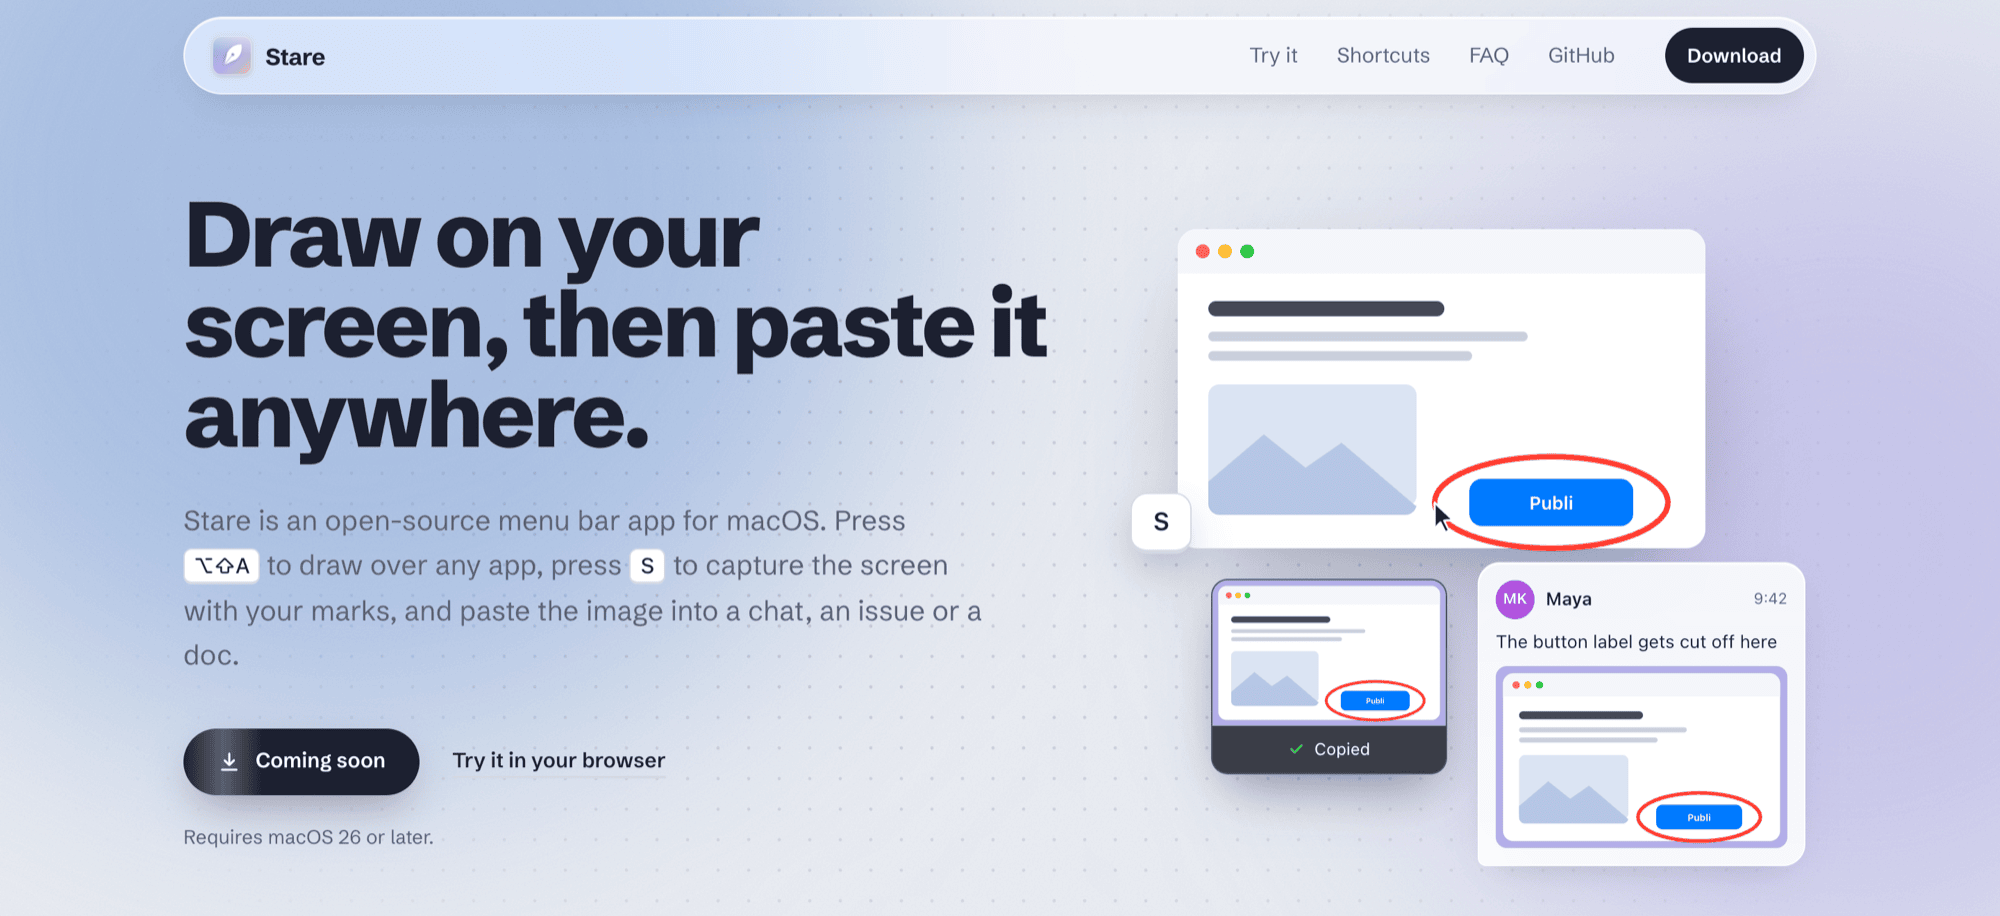 Stare
Try it
Shortcuts
FAQ
GitHub
Download
Draw on your
screen, then paste it
anywhere.
Stare is an open-source menu bar app for macOS. Press
⌥⇧A to draw over any app, press S to capture the screen
with your marks, and paste the image into a chat, an issue or a
doc.
Coming soon
Try it in your browser
Requires macOS 26 or later.
Publi
S
Publi
Copied
MK
Maya
9:42
The button label gets cut off here
Publi